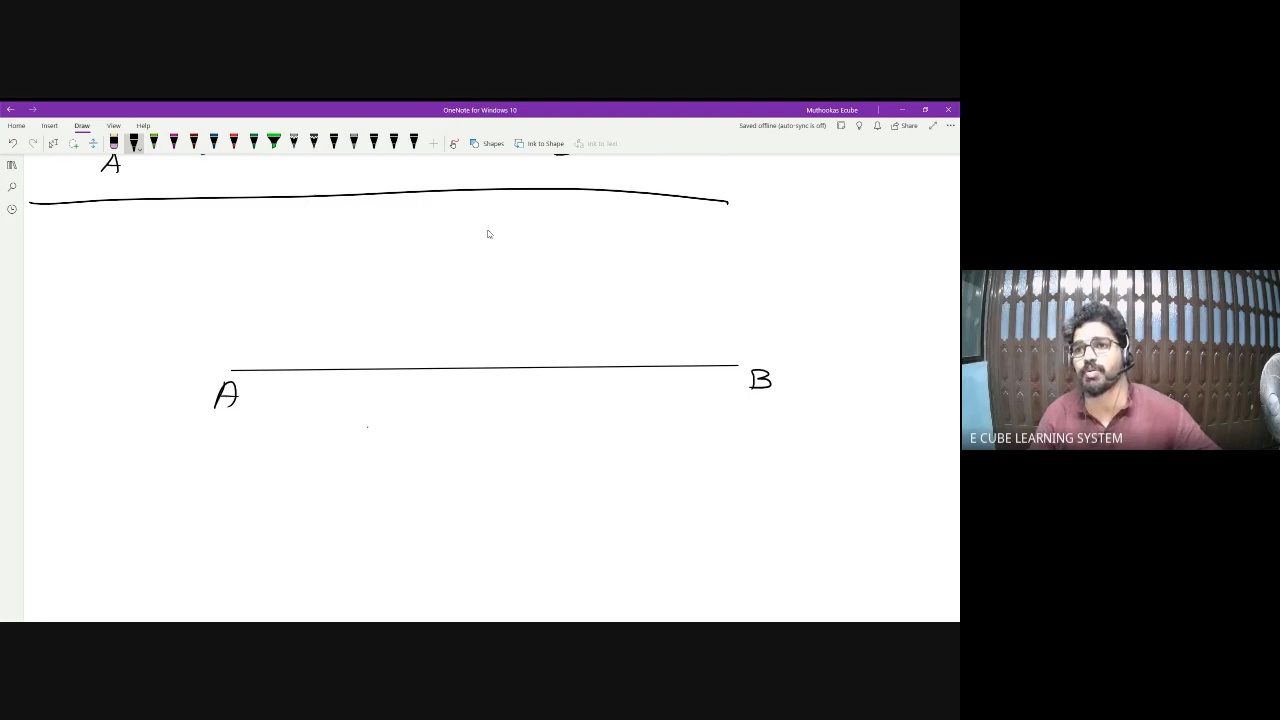 OneNote for Windows 10
Muthookas Ecube
Home Insert Draw View Help
Saved offline (auto-sync is off)
Share
Shapes
Ink to Shape
Ink to Text
A
A
B
E CUBE LEARNING SYSTEM